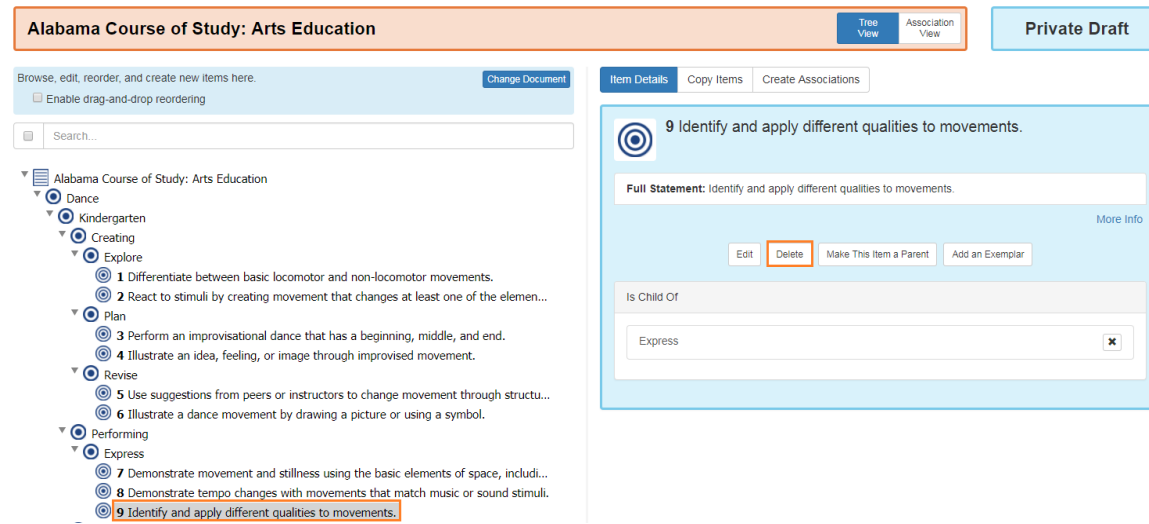 Alabama Course of Study: Arts Education
Tree View
Association View
Private Draft
Browse, edit, reorder, and create new items here.
Change Document
Enable drag-and-drop reordering
Search...
Alabama Course of Study: Arts Education
Dance
Kindergarten
Creating
Explore
1 Differentiate between basic locomotor and non-locomotor movements.
2 React to stimuli by creating movement that changes at least one of the elemen...
Plan
3 Perform an improvisational dance that has a beginning, middle, and end.
4 Illustrate an idea, feeling, or image through improvised movement.
Revise
5 Use suggestions from peers or instructors to change movement through structu...
6 Illustrate a dance movement by drawing a picture or using a symbol.
Performing
Express
7 Demonstrate movement and stillness using the basic elements of space, includi...
8 Demonstrate tempo changes with movements that match music or sound stimuli.
9 Identify and apply different qualities to movements.
Item Details
Copy Items
Create Associations
9 Identify and apply different qualities to movements.
Full Statement: Identify and apply different qualities to movements.
More Info
Edit
Delete
Make This Item a Parent
Add an Exemplar
Is Child Of
Express